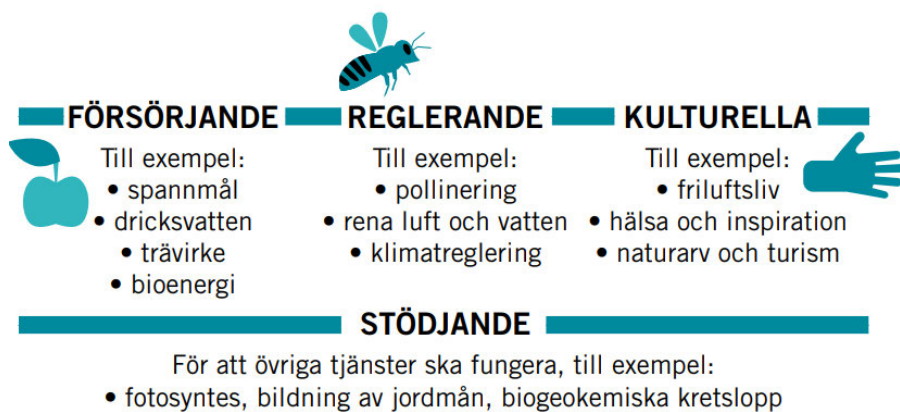 FÖRSÖRJANDE
Till exempel:
• spannmål
• dricksvatten
• trävirke
• bioenergi
REGLERANDE
Till exempel:
• pollinering
• rena luft och vatten
• klimatreglering
KULTURELLA
Till exempel:
• friluftsliv
• hälsa och inspiration
• naturarv och turism
STÖDJANDE
För att övriga tjänster ska fungera, till exempel:
• fotosyntes, bildning av jordmån, biogeokemiska kretslopp